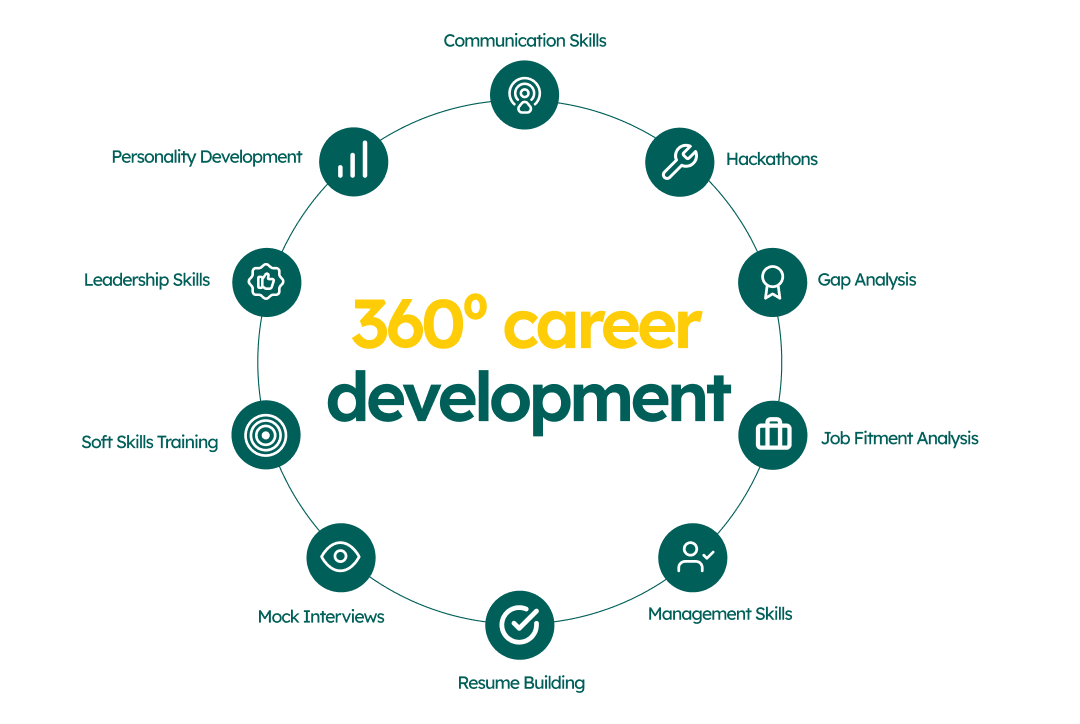 Communication Skills
Personality Development
Hackathons
Leadership Skills
Gap Analysis
360⁰ career
development
Soft Skills Training
Job Fitment Analysis
Mock Interviews
Management Skills
Resume Building